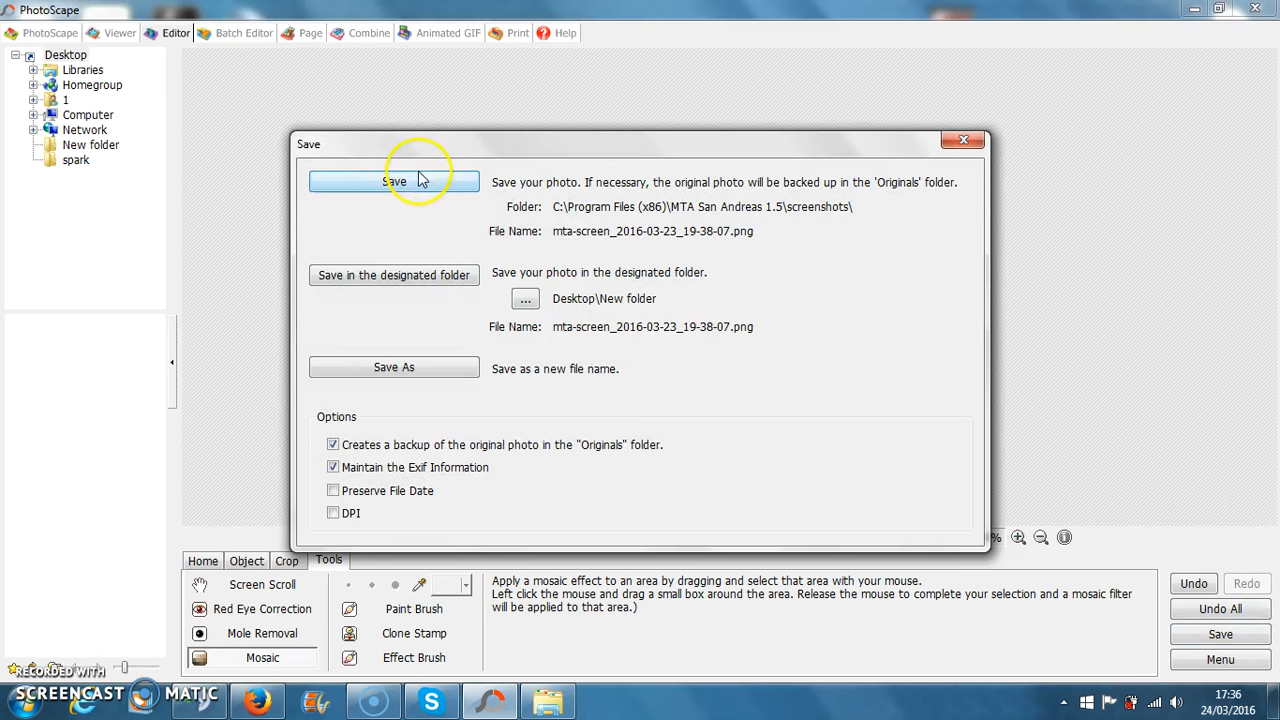 PhotoScape
PhotoScape Viewer Editor Batch Editor Page Combine Animated GIF Print Help
Desktop
Libraries
Homegroup
1
Computer
Network
New folder
spark
Save
Save Save your photo. If necessary, the original photo will be backed up in the 'Originals' folder.
Folder: C:\Program Files (x86)\MTA San Andreas 1.5\screenshots\
File Name: mta-screen_2016-03-23_19-38-07.png
Save in the designated folder Save your photo in the designated folder.
... Desktop\New folder
File Name: mta-screen_2016-03-23_19-38-07.png
Save As Save as a new file name.
Options
Creates a backup of the original photo in the "Originals" folder.
Maintain the Exif Information
Preserve File Date
DPI
%
Home Object Crop Tools
Screen Scroll
Red Eye Correction Paint Brush
Mole Removal Clone Stamp
Mosaic Effect Brush
Apply a mosaic effect to an area by dragging and select that area with your mouse.
Left click the mouse and drag a small box around the area. Release the mouse to complete your selection and a mosaic filter
will be applied to that area.)
Undo Redo
Undo All
Save
Menu
RECORDED WITH
SCREENCAST MATIC
17:36
24/03/2016